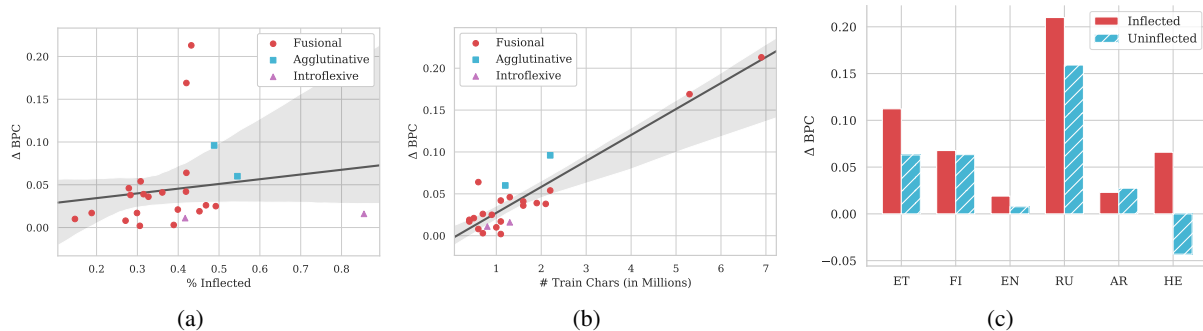 Fusional
Agglutinative
Introflexive
0.20
0.15
0.10
0.05
0.00
Δ BPC
0.2 0.3 0.4 0.5 0.6 0.7 0.8
% Inflected
(a)
Fusional
Agglutinative
Introflexive
0.20
0.15
0.10
0.05
0.00
Δ BPC
1 2 3 4 5 6 7
# Train Chars (in Millions)
(b)
Inflected
Uninflected
0.20
0.15
0.10
0.05
0.00
−0.05
Δ BPC
ET FI EN RU AR HE
(c)